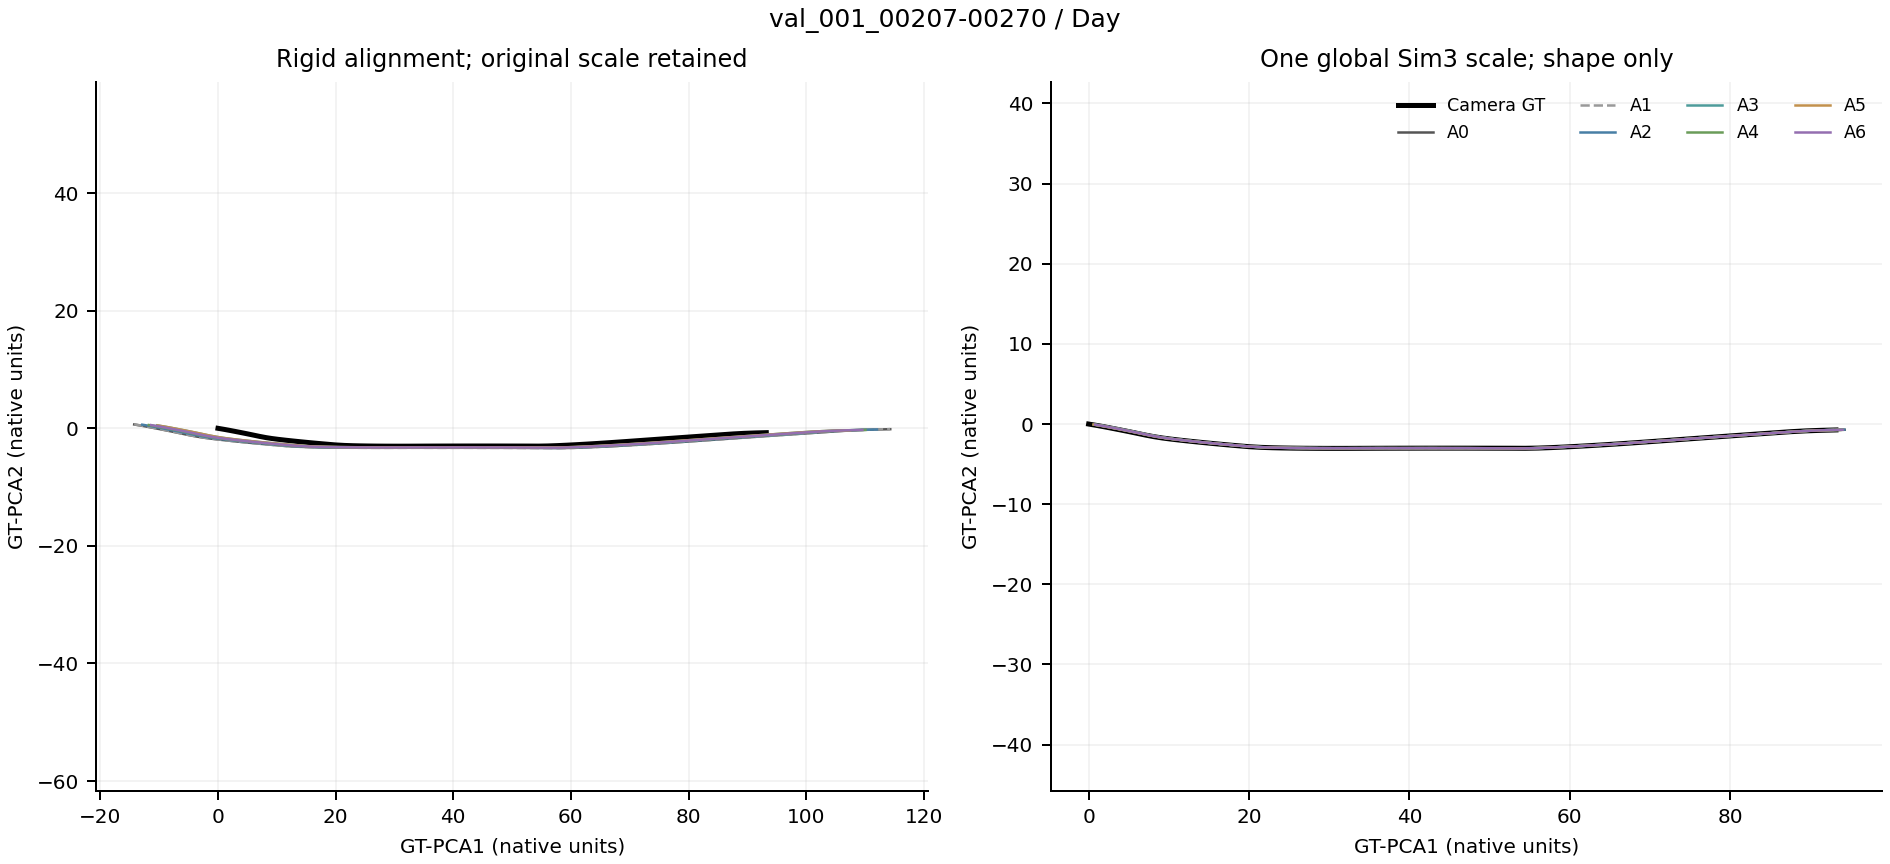 val_001_00207-00270 / Day
Rigid alignment; original scale retained
40
20
0
−20
−40
−60
−20 0 20 40 60 80 100 120
GT-PCA1 (native units)
GT-PCA2 (native units)
One global Sim3 scale; shape only
Camera GT A1 A3 A5
A0 A2 A4 A6
40
30
20
10
0
−10
−20
−30
−40
0 20 40 60 80
GT-PCA1 (native units)
GT-PCA2 (native units)